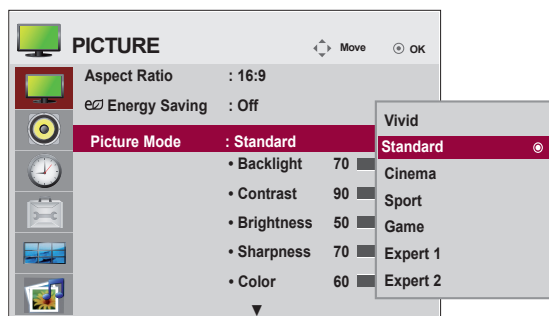 PICTURE
Move
OK
Aspect Ratio : 16:9
Energy Saving : Off
Picture Mode : Standard
• Backlight 70
• Contrast 90
• Brightness 50
• Sharpness 70
• Color 60
▼
Vivid
Standard
Cinema
Sport
Game
Expert 1
Expert 2